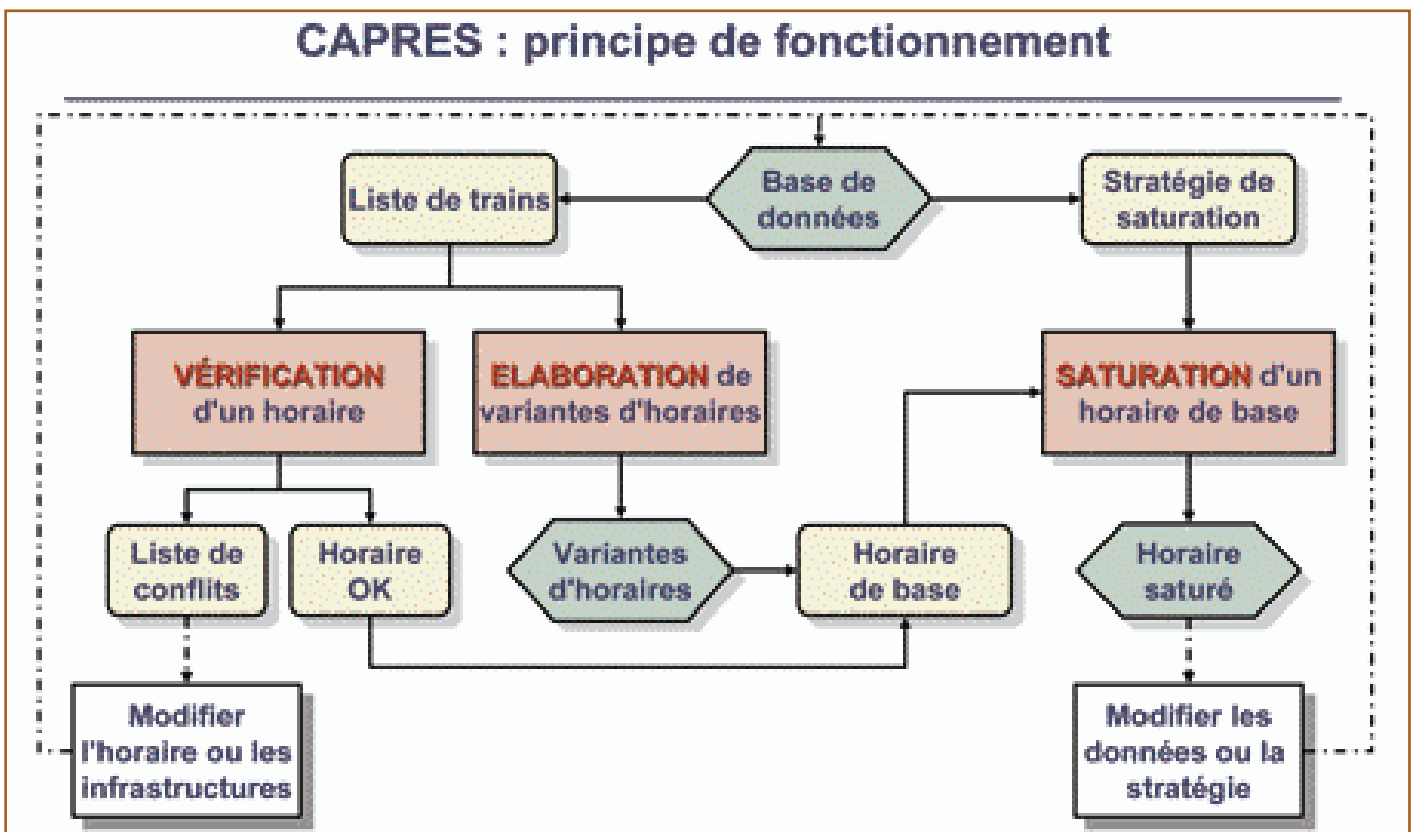 CAPRES : principe de fonctionnement
Liste de trains
Base de
données
Stratégie de
saturation
VÉRIFICATION
d'un horaire
ELABORATION de
variantes d'horaires
SATURATION d'un
horaire de base
Liste de
conflits
Horaire
OK
Variantes
d'horaires
Horaire
de base
Horaire
saturé
Modifier
l'horaire ou les
infrastructures
Modifier les
données ou la
stratégie